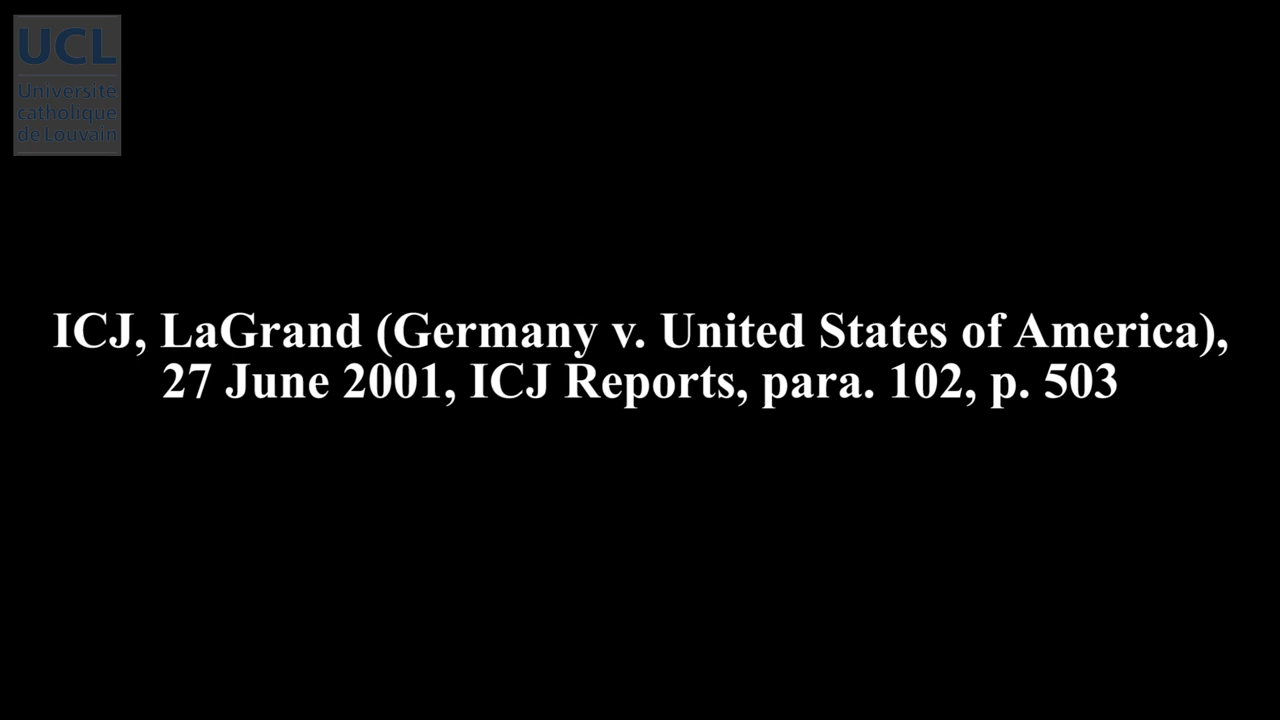 UCL
Université
catholique
de Louvain
ICJ, LaGrand (Germany v. United States of America),
27 June 2001, ICJ Reports, para. 102, p. 503